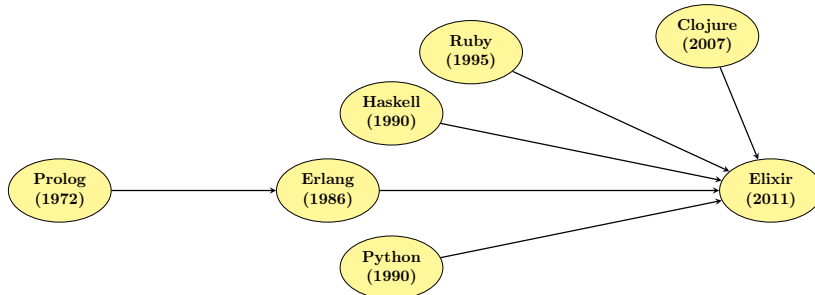 Clojure
(2007)
Ruby
(1995)
Haskell
(1990)
Prolog
(1972)
Erlang
(1986)
Elixir
(2011)
Python
(1990)